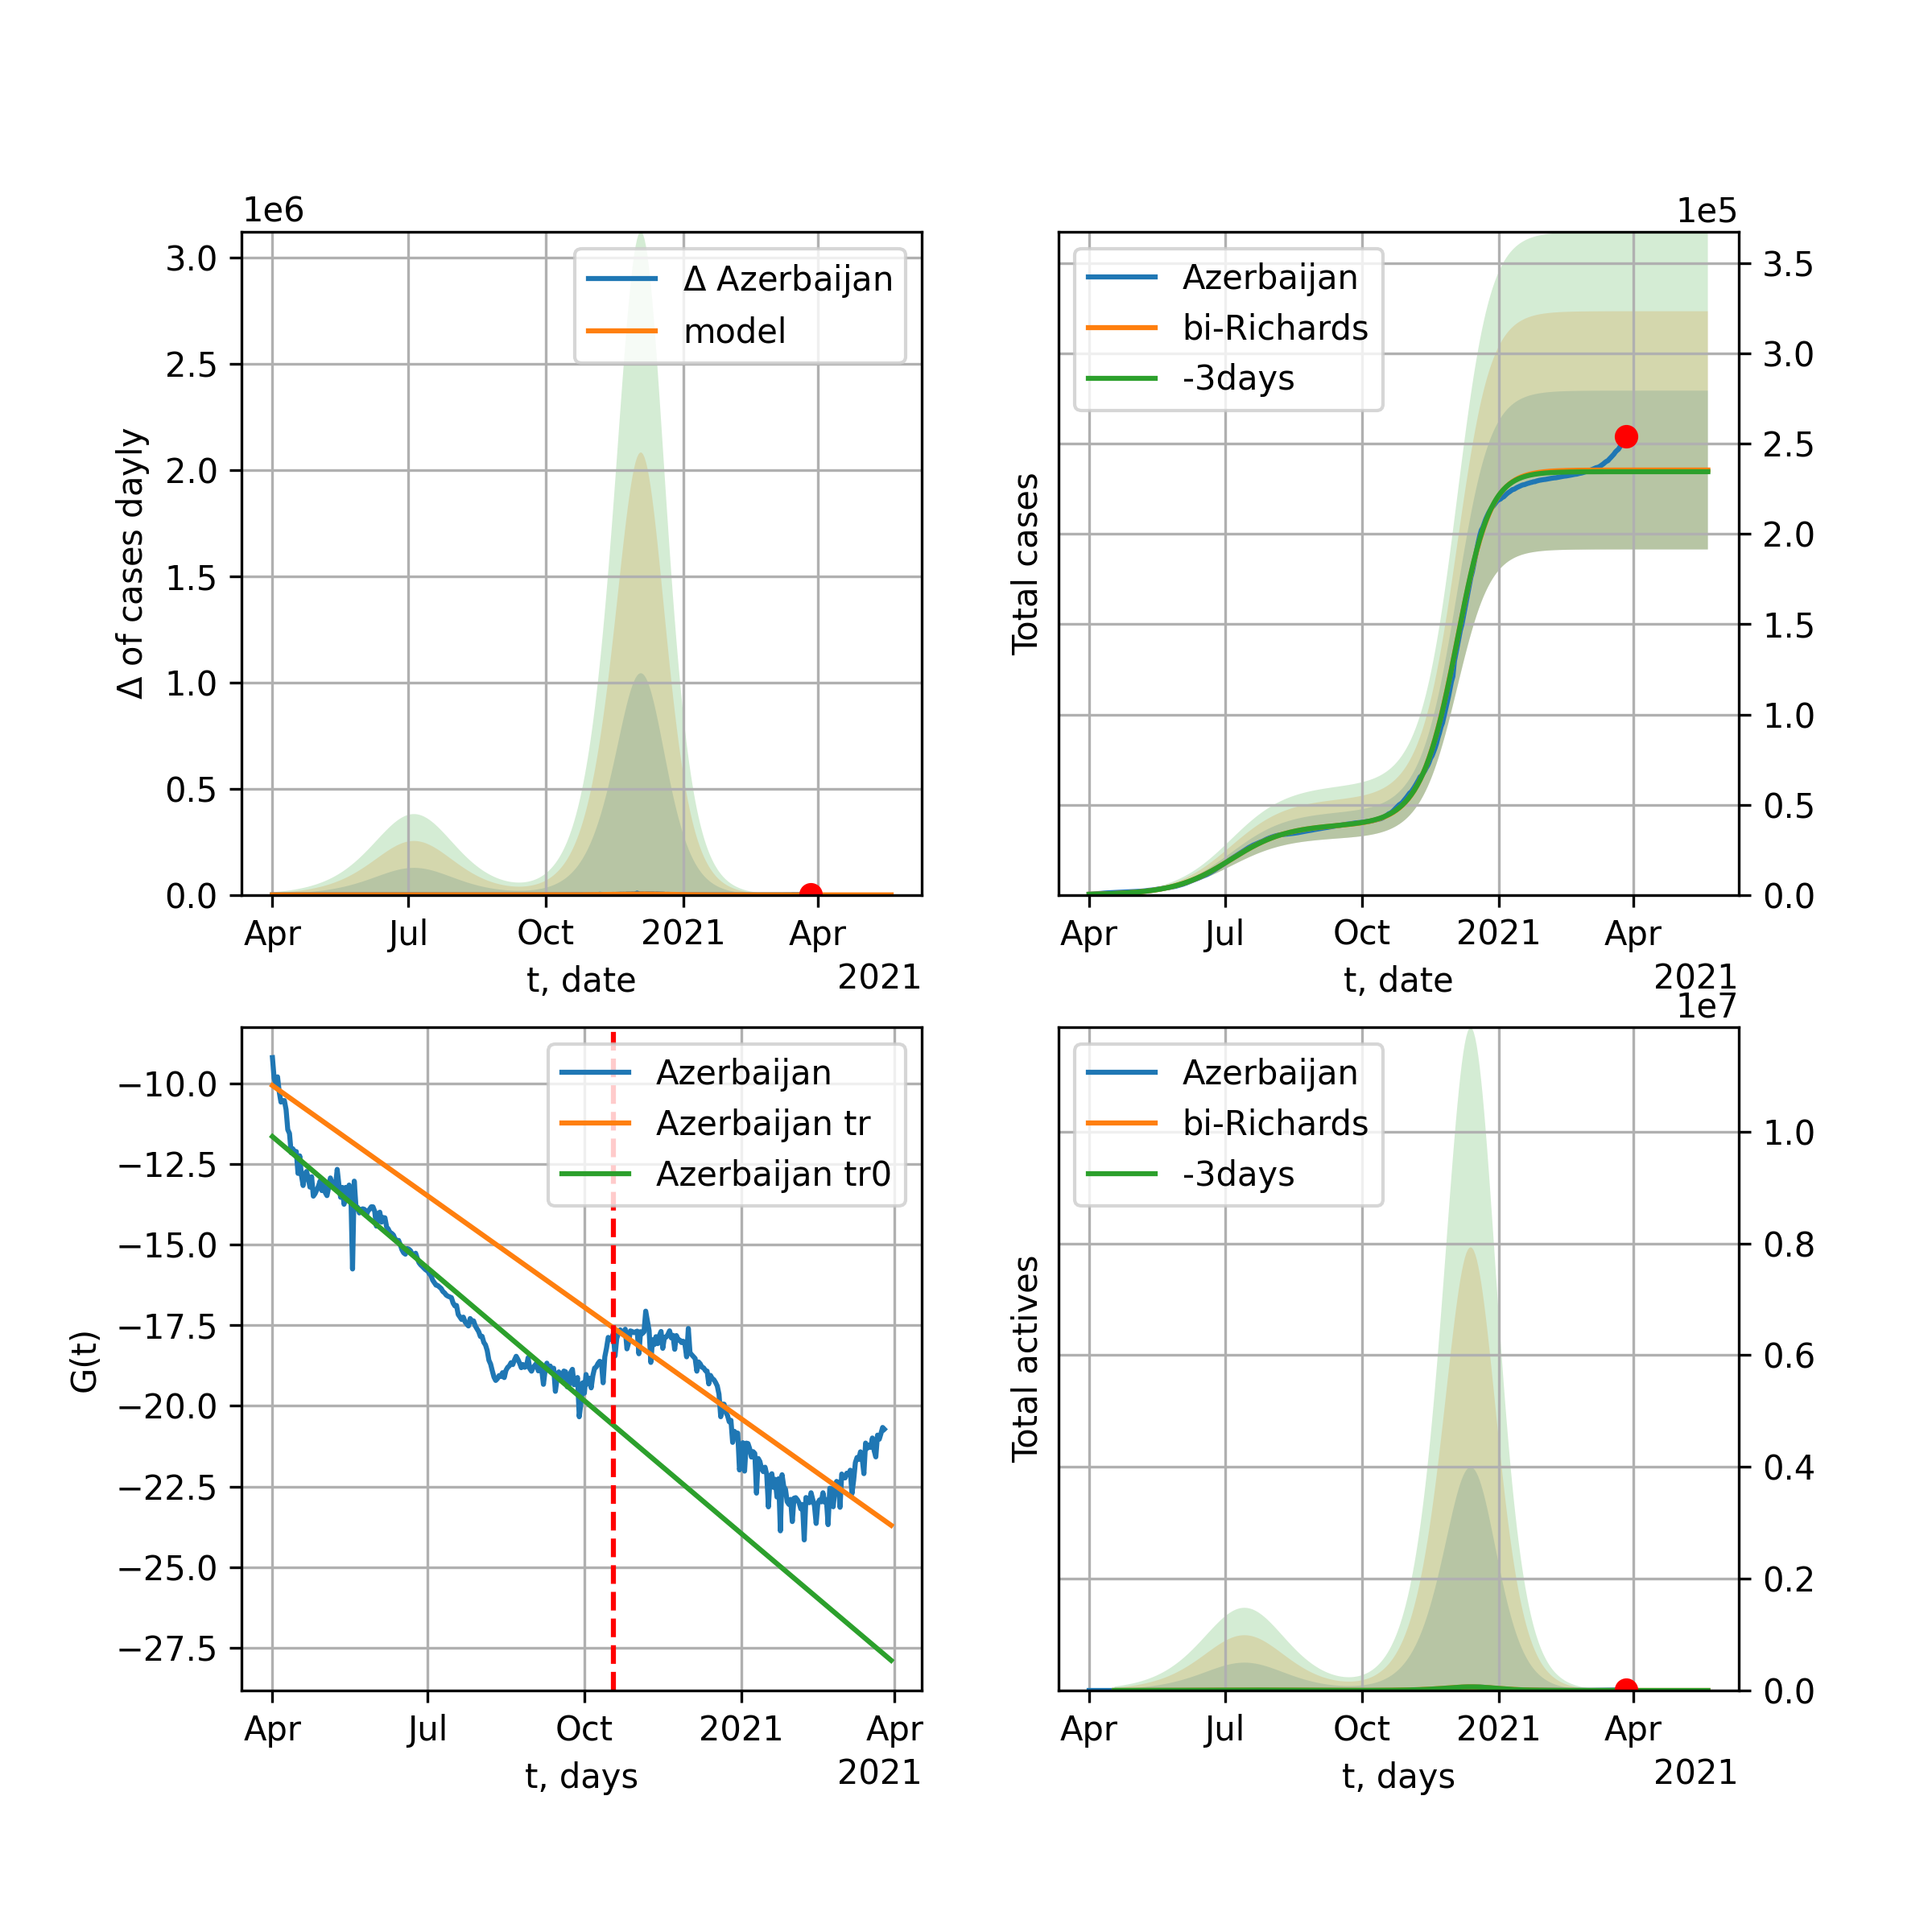 1e6
3.0
2.5
2.0
1.5
1.0
0.5
0.0
Δ of cases dayly
Δ Azerbaijan
model
Apr
Jul
Oct
2021
Apr
t, date
2021
1e5
3.5
3.0
2.5
2.0
1.5
1.0
0.5
0.0
Total cases
Azerbaijan
bi-Richards
-3days
Apr
Jul
Oct
2021
Apr
t, date
2021
−10.0
−12.5
−15.0
−17.5
−20.0
−22.5
−25.0
−27.5
G(t)
Azerbaijan
Azerbaijan tr
Azerbaijan tr0
Apr
Jul
Oct
2021
Apr
t, days
2021
1e7
1.0
0.8
0.6
0.4
0.2
0.0
Total actives
Azerbaijan
bi-Richards
-3days
Apr
Jul
Oct
2021
Apr
t, days
2021